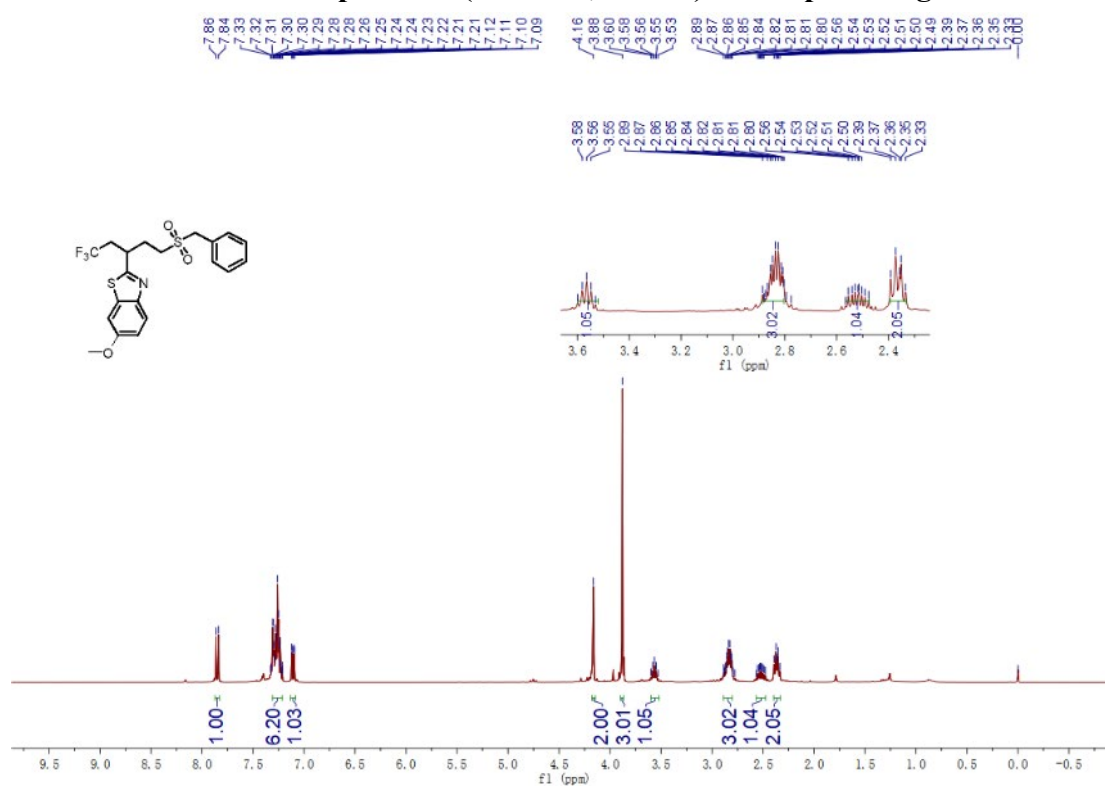 7.86 7.84 7.33 7.32 7.31 7.30 7.30 7.29 7.28 7.28 7.26 7.25 7.24 7.24 7.23 7.22 7.21 7.21 7.12 7.11 7.10 7.09 4.16 3.88 3.60 3.58 3.56 3.55 3.53 2.89 2.87 2.86 2.85 2.84 2.82 2.81 2.81 2.80 2.56 2.54 2.53 2.52 2.51 2.50 2.49 2.39 2.37 2.36 2.35 2.33 0.00
3.58 3.56 3.55 2.89 2.87 2.86 2.85 2.84 2.82 2.81 2.81 2.80 2.56 2.54 2.53 2.52 2.51 2.50 2.39 2.37 2.36 2.35 2.33
O
F3C S
O
S N
O
1.05 3.02 1.04 2.05
3.6 3.4 3.2 3.0 2.8 2.6 2.4
f1 (ppm)
1.00 6.20 1.03 2.00 3.01 1.05 3.02 1.04 2.05
9.5 9.0 8.5 8.0 7.5 7.0 6.5 6.0 5.5 5.0 4.5 4.0 3.5 3.0 2.5 2.0 1.5 1.0 0.5 0.0 -0.5
f1 (ppm)